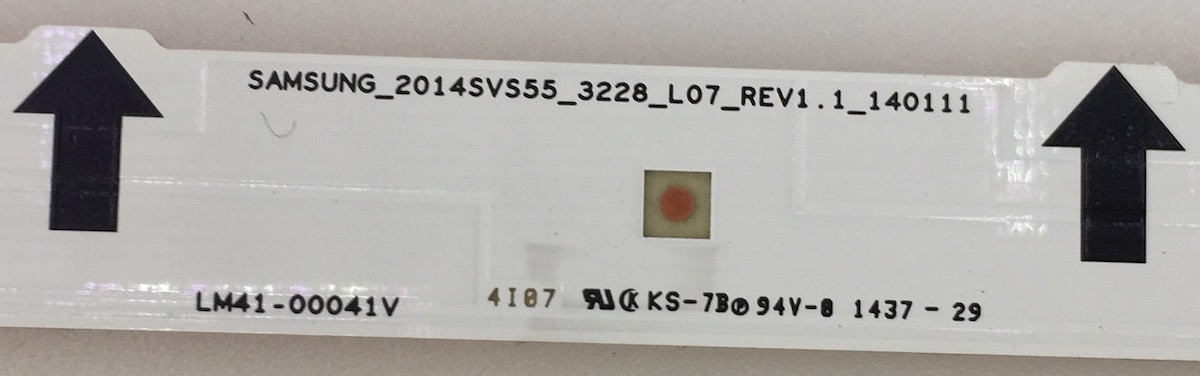 SAMSUNG_2014SVS55_3228_L07_REV1.1_140111
LM41-00041V 4I07 KS-7B 94V-0 1437 - 29